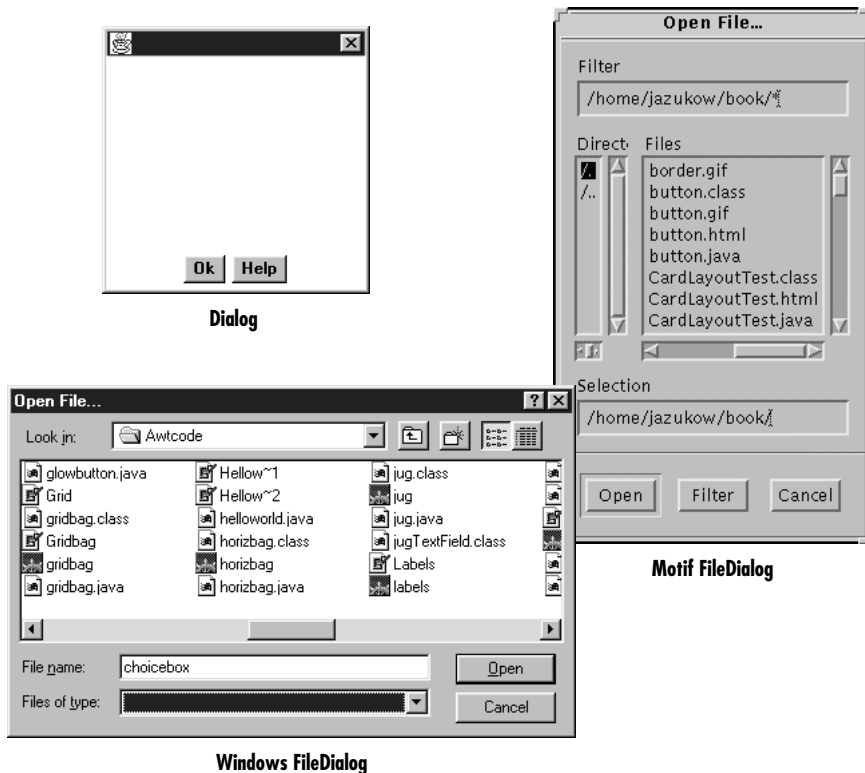 Ok Help
Dialog
Open File...
Filter
/home/jazukow/book/*
Direct Files
/.
/..
border.gif
button.class
button.gif
button.html
button.java
CardLayoutTest.class
CardLayoutTest.html
CardLayoutTest.java
Selection
/home/jazukow/book/
Open Filter Cancel
Motif FileDialog
Open File...
Look in: Awtcode
glowbutton.java
Grid
gridbag.class
Gridbag
gridbag
gridbag.java
Hellow~1
Hellow~2
helloworld.java
horizbag.class
horizbag
horizbag.java
jug.class
jug
jug.java
jugTextField.class
Labels
labels
File name: choicebox Open
Files of type: Cancel
Windows FileDialog